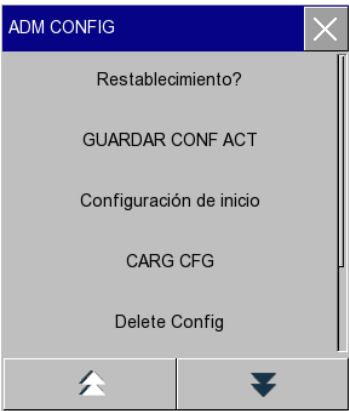 ADM CONFIG
Restablecimiento?
GUARDAR CONF ACT
Configuración de inicio
CARG CFG
Delete Config